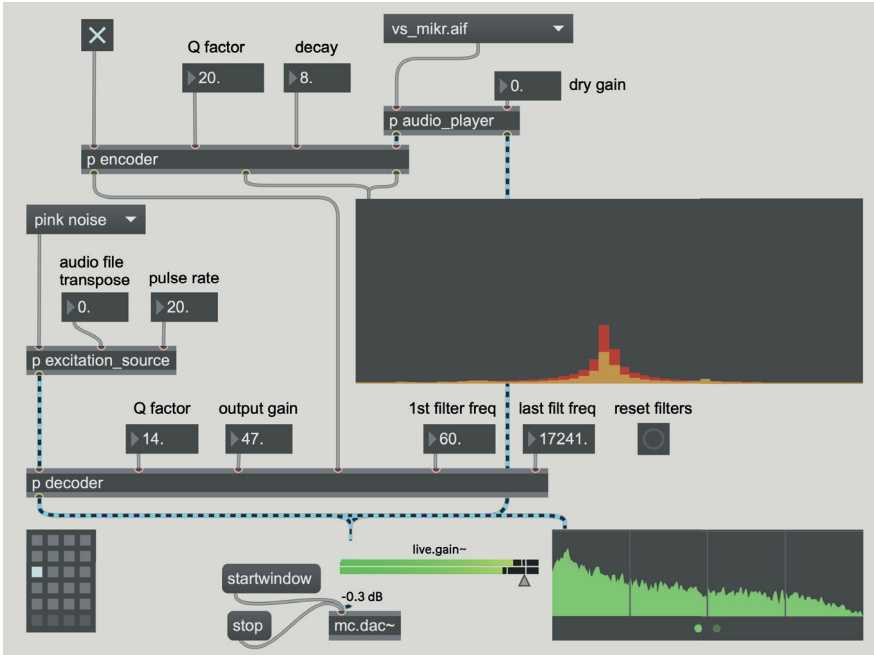 vs_mikr.aif
Q factor
decay
20.
8.
0.
dry gain
p audio_player
p encoder
pink noise
audio file
transpose
pulse rate
0.
20.
p excitation_source
Q factor
output gain
1st filter freq
last filt freq
reset filters
14.
47.
60.
17241.
p decoder
live.gain~
startwindow
-0.3 dB
stop
mc.dac~